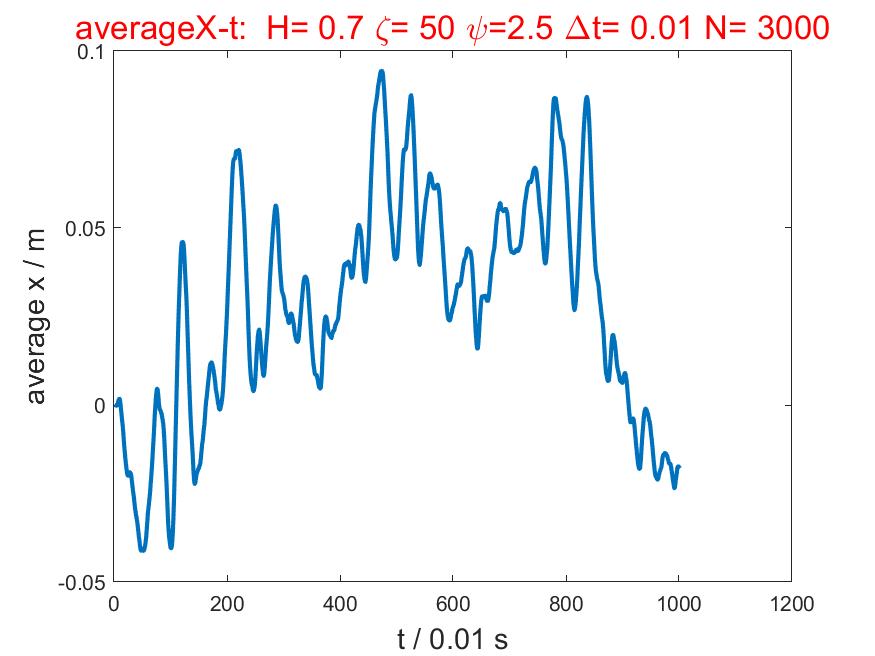 averageX-t: H= 0.7 ζ= 50 ψ=2.5 Δt= 0.01 N= 3000
0.1
0.05
0
-0.05
average x / m
0 200 400 600 800 1000 1200
t / 0.01 s